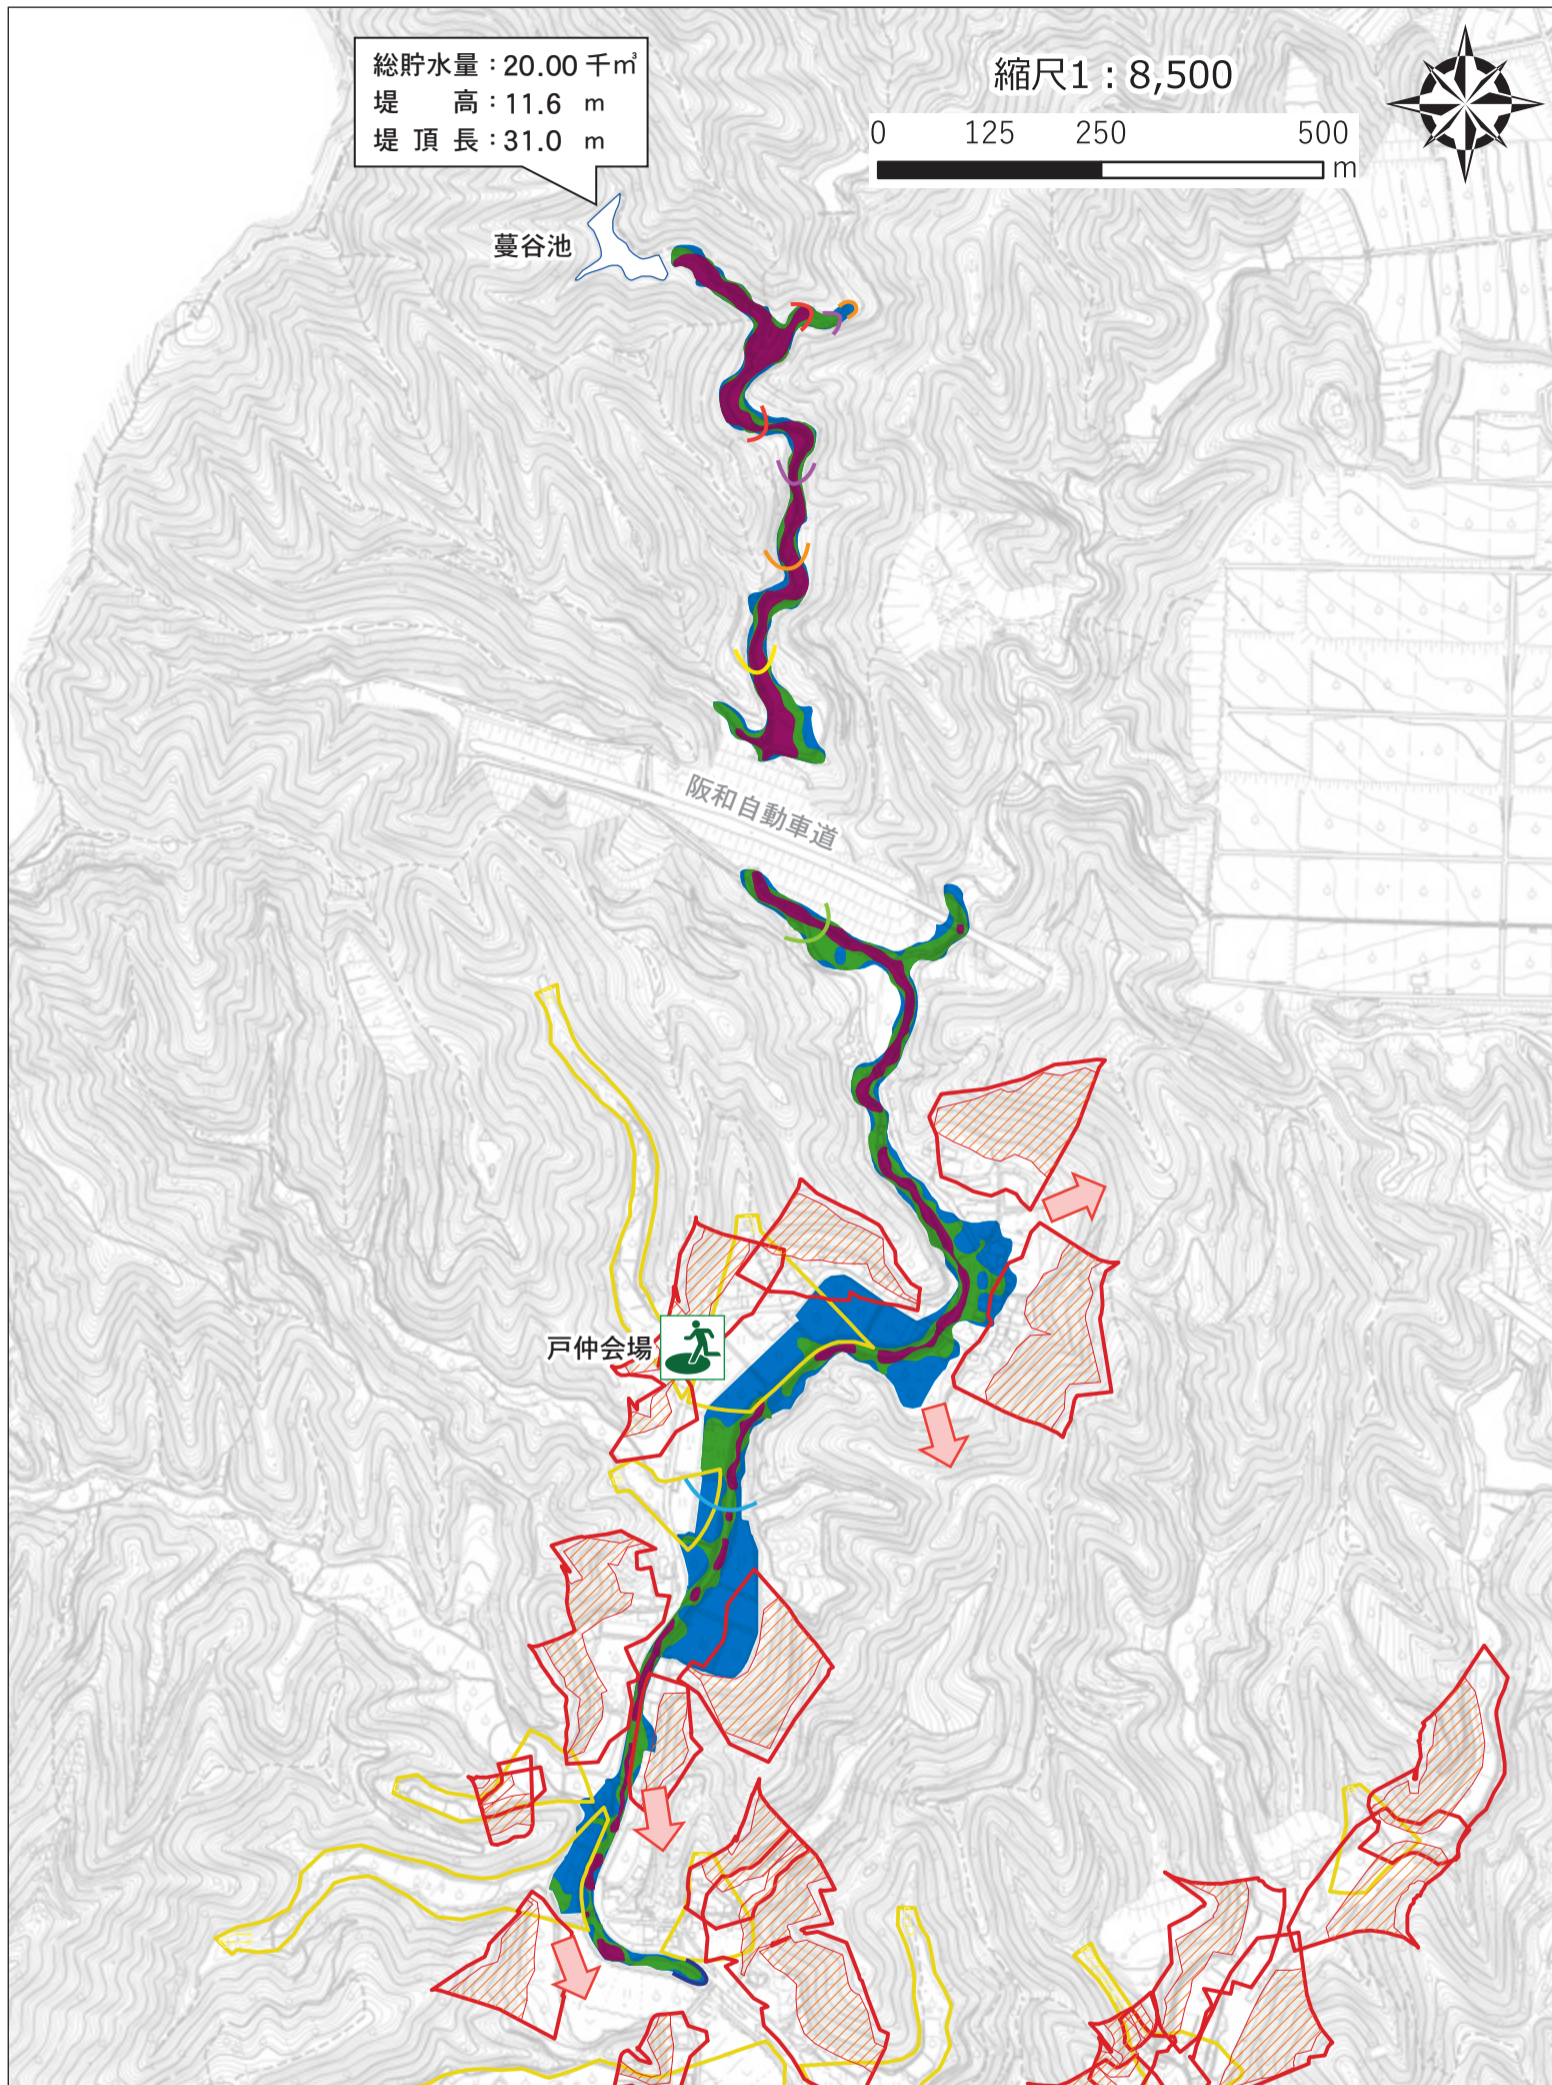 総貯水量：20.00 千㎥
堤　　高：11.6 m
堤 頂 長：31.0 m
縮尺1：8,500
0 125 250 500
m
蔓谷池
阪和自動車道
戸仲会場